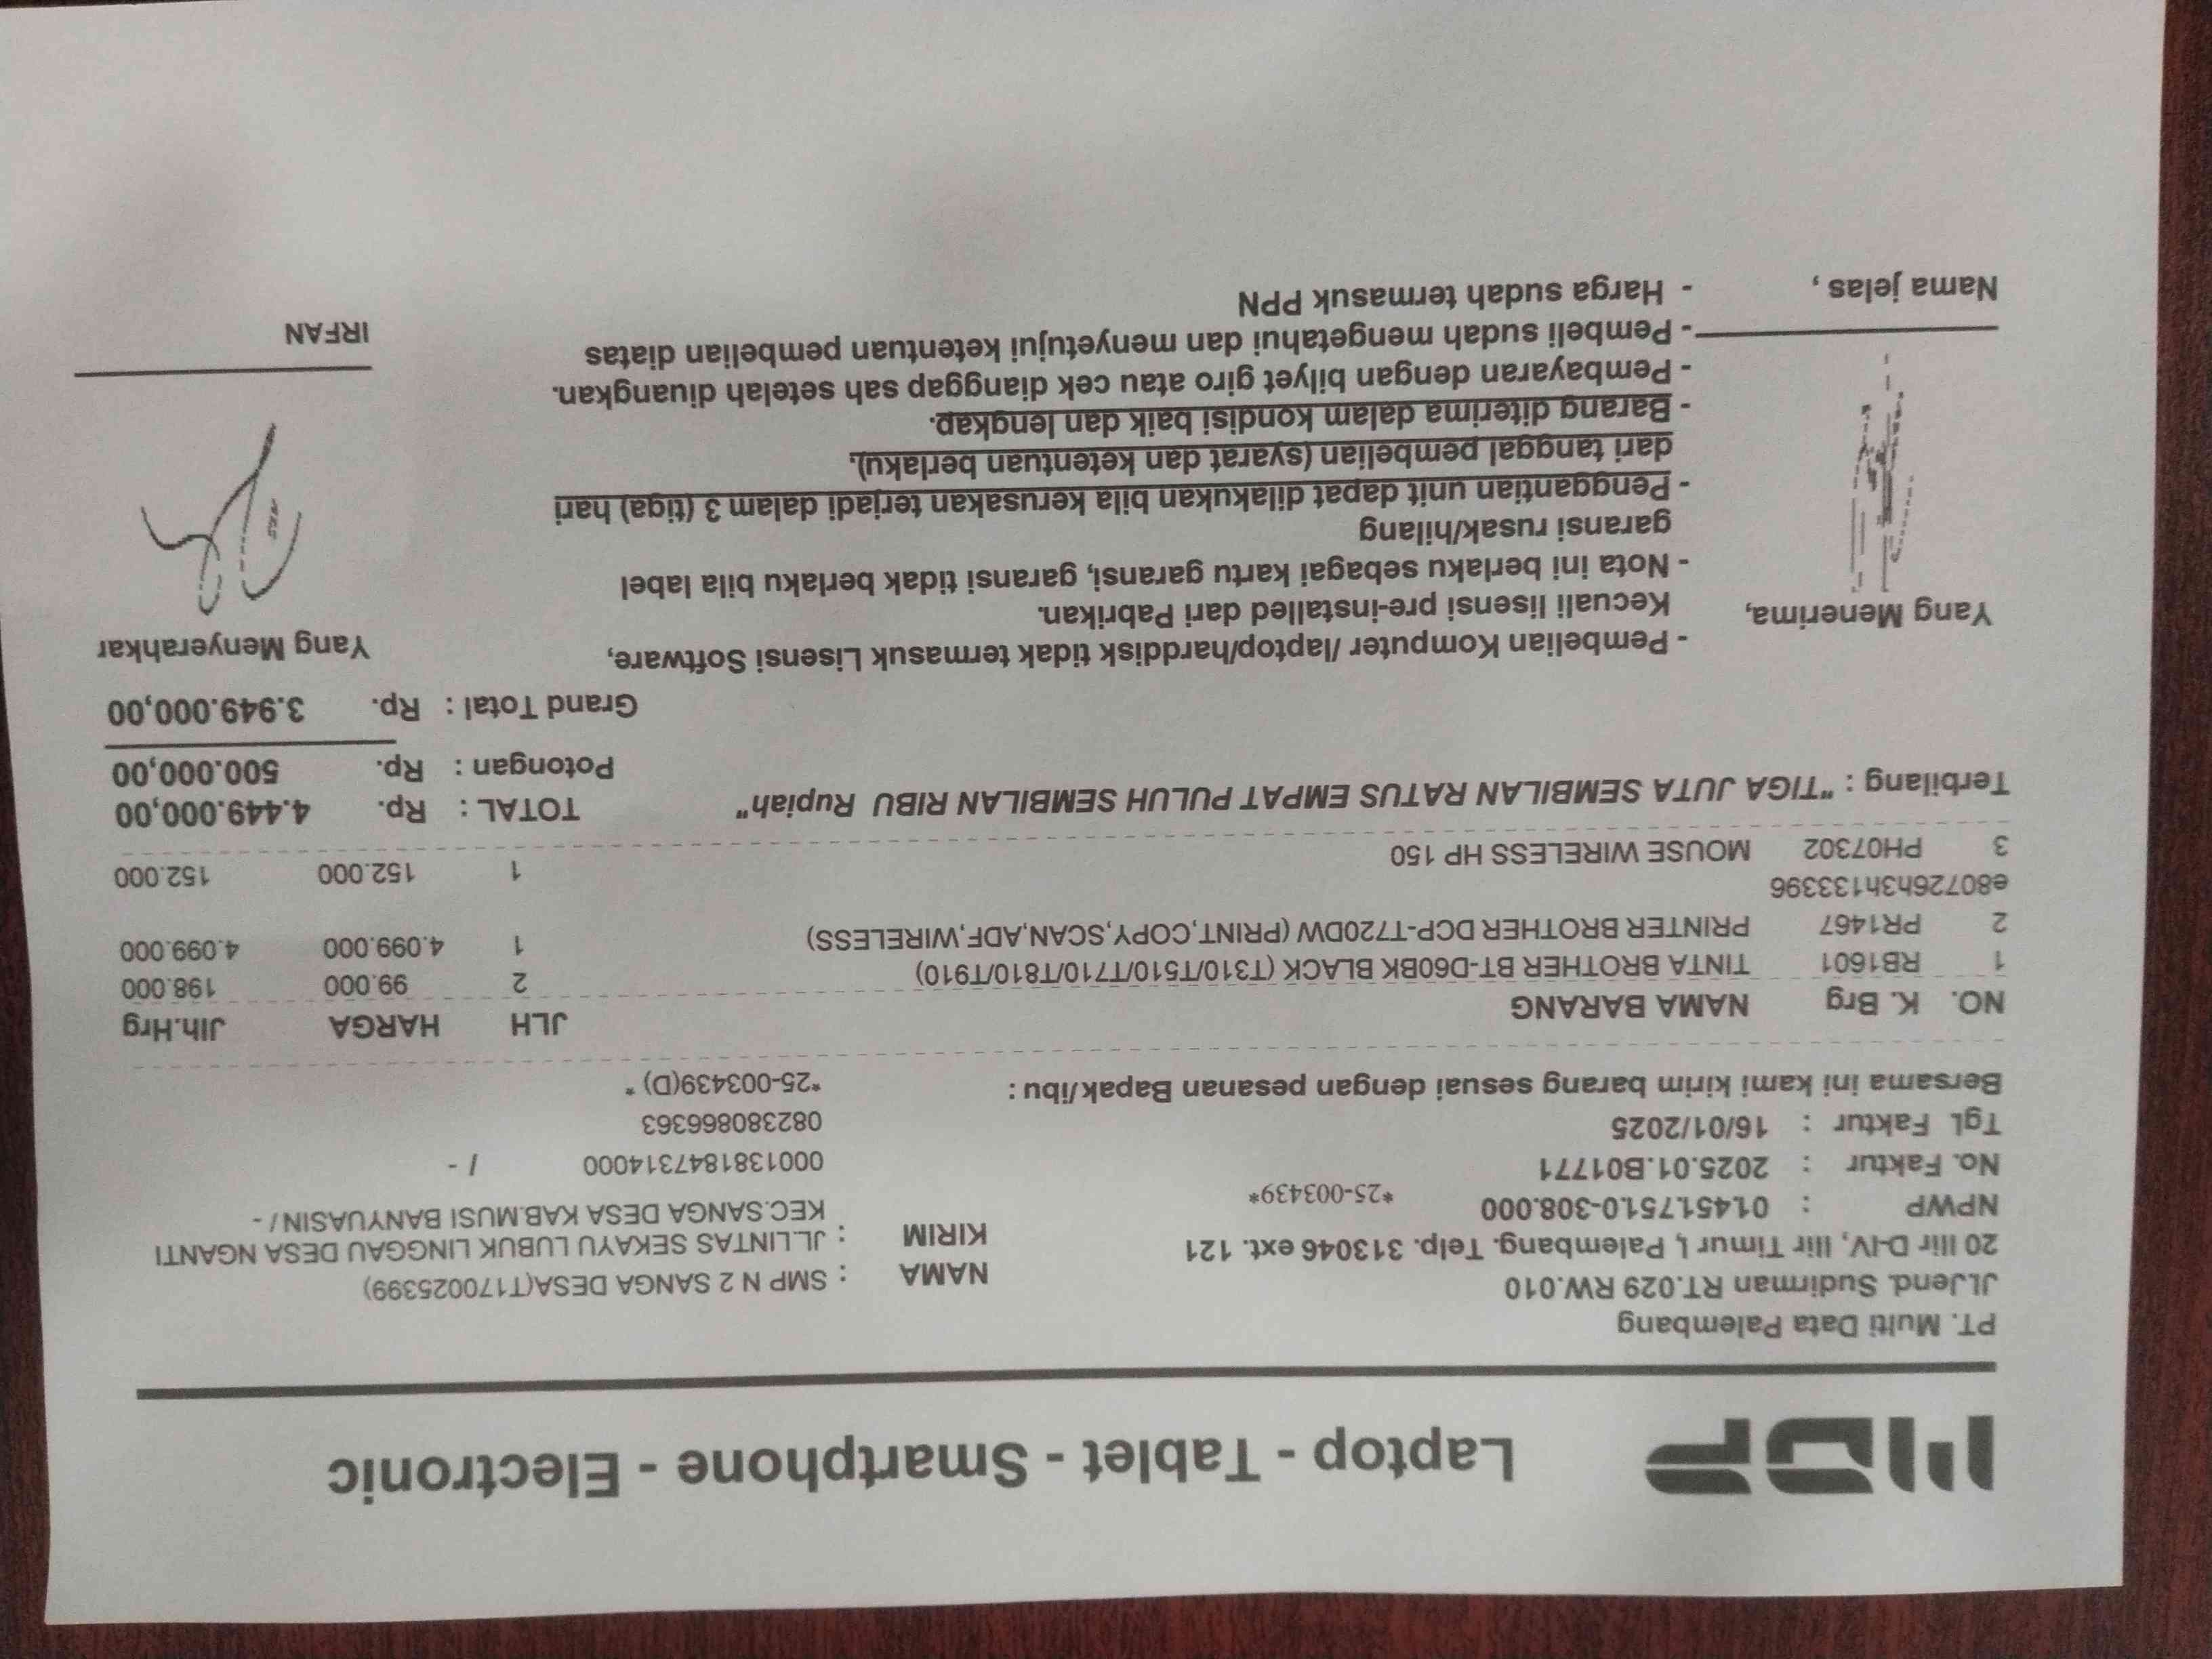 MDP Laptop - Tablet - Smartphone - Electronic
PT. Multi Data Palembang
Jl.Jend. Sudirman RT.029 RW.010
20 Ilir D-IV, Ilir Timur I, Palembang. Telp. 313046 ext. 121
NPWP : 01.451.751.0-308.000 *25-003439*
No. Faktur : 2025.01.B01771
Tgl. Faktur : 16/01/2025
NAMA : SMP N 2 SANGA DESA(T170025399)
KIRIM : JL.LINTAS SEKAYU LUBUK LINGGAU DESA NGANTI
KEC.SANGA DESA KAB.MUSI BANYUASIN / -
0001381847314000 / -
082380866363
*25-003439(D) *
Bersama ini kami kirim barang sesuai dengan pesanan Bapak/ibu :
NO. K. Brg NAMA BARANG JLH HARGA Jlh.Hrg
1 RB1601 TINTA BROTHER BT-D60BK BLACK (T310/T510/T710/T810/T910) 2 99.000 198.000
2 PR1467 PRINTER BROTHER DCP-T720DW (PRINT,COPY,SCAN,ADF,WIRELESS) 1 4.099.000 4.099.000
e80726h3h133396
3 PH07302 MOUSE WIRELESS HP 150 1 152.000 152.000
Terbilang : "TIGA JUTA SEMBILAN RATUS EMPAT PULUH SEMBILAN RIBU Rupiah"
TOTAL : Rp. 4.449.000,00
Potongan : Rp. 500.000,00
Grand Total : Rp. 3.949.000,00
Yang Menerima,
- Pembelian Komputer /laptop/harddisk tidak termasuk Lisensi Software,
Kecuali lisensi pre-installed dari Pabrikan.
- Nota ini berlaku sebagai kartu garansi, garansi tidak berlaku bila label
garansi rusak/hilang
- Penggantian unit dapat dilakukan bila kerusakan terjadi dalam 3 (tiga) hari
dari tanggal pembelian (syarat dan ketentuan berlaku).
- Barang diterima dalam kondisi baik dan lengkap.
- Pembayaran dengan bilyet giro atau cek dianggap sah setelah diuangkan.
- Pembeli sudah mengetahui dan menyetujui ketentuan pembelian diatas
- Harga sudah termasuk PPN
Yang Menyerahkar
Nama jelas ,
IRFAN